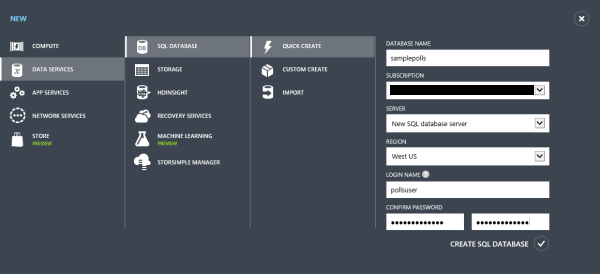 NEW
COMPUTE
DATA SERVICES
APP SERVICES
NETWORK SERVICES
STORE
PREVIEW
SQL DATABASE
STORAGE
HDINSIGHT
RECOVERY SERVICES
MACHINE LEARNING
PREVIEW
STORSIMPLE MANAGER
QUICK CREATE
CUSTOM CREATE
IMPORT
DATABASE NAME
samplepolls
SUBSCRIPTION
SERVER
New SQL database server
REGION
West US
LOGIN NAME ?
pollsuser
CONFIRM PASSWORD
••••••••••••• •••••••••••••
CREATE SQL DATABASE